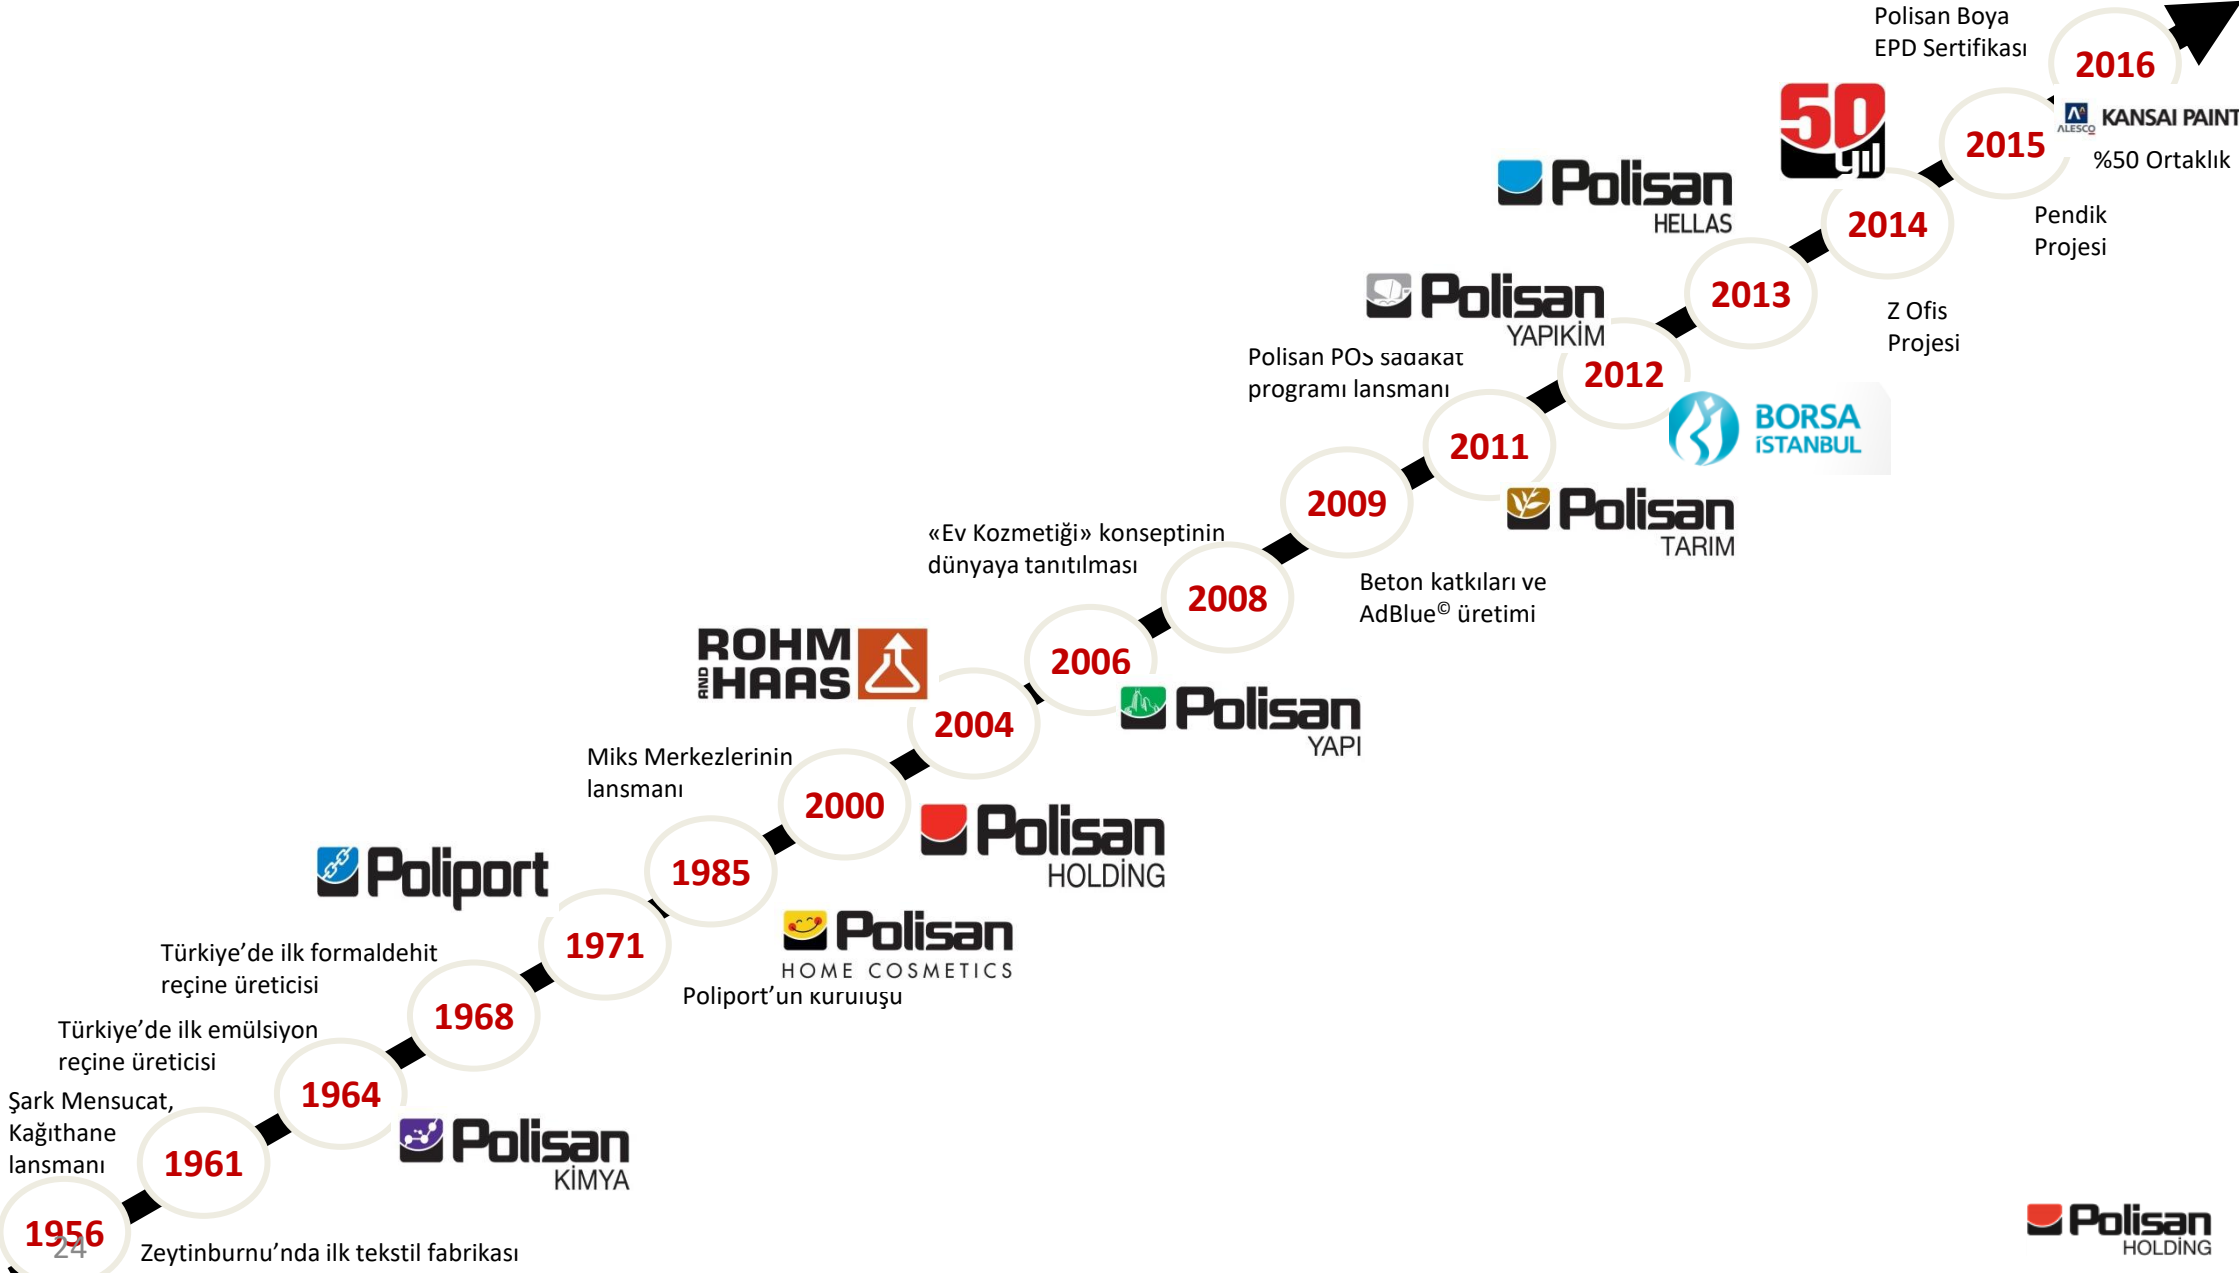 Polisan Boya
EPD Sertifikası
2016
50
yıl
ALESCO
KANSAI PAINT
%50 Ortaklık
2015
Pendik
Projesi
Polisan
HELLAS
2014
Z Ofis
Projesi
2013
Polisan
YAPIKİM
Polisan POS sadakat
programı lansmanı
2012
BORSA
İSTANBUL
2011
Polisan
TARIM
2009
Beton katkıları ve
AdBlue© üretimi
«Ev Kozmetiği» konseptinin
dünyaya tanıtılması
2008
2006
Polisan
YAPI
ROHM
AND HAAS
2004
Miks Merkezlerinin
lansmanı
2000
Polisan
HOLDİNG
1985
Polisan
HOME COSMETICS
Poliport
1971
Poliport’un kuruluşu
Türkiye’de ilk formaldehit
reçine üreticisi
1968
Türkiye’de ilk emülsiyon
reçine üreticisi
1964
Polisan
KİMYA
Şark Mensucat,
Kağıthane
lansmanı
1961
1956
24
Zeytinburnu’nda ilk tekstil fabrikası
Polisan
HOLDİNG